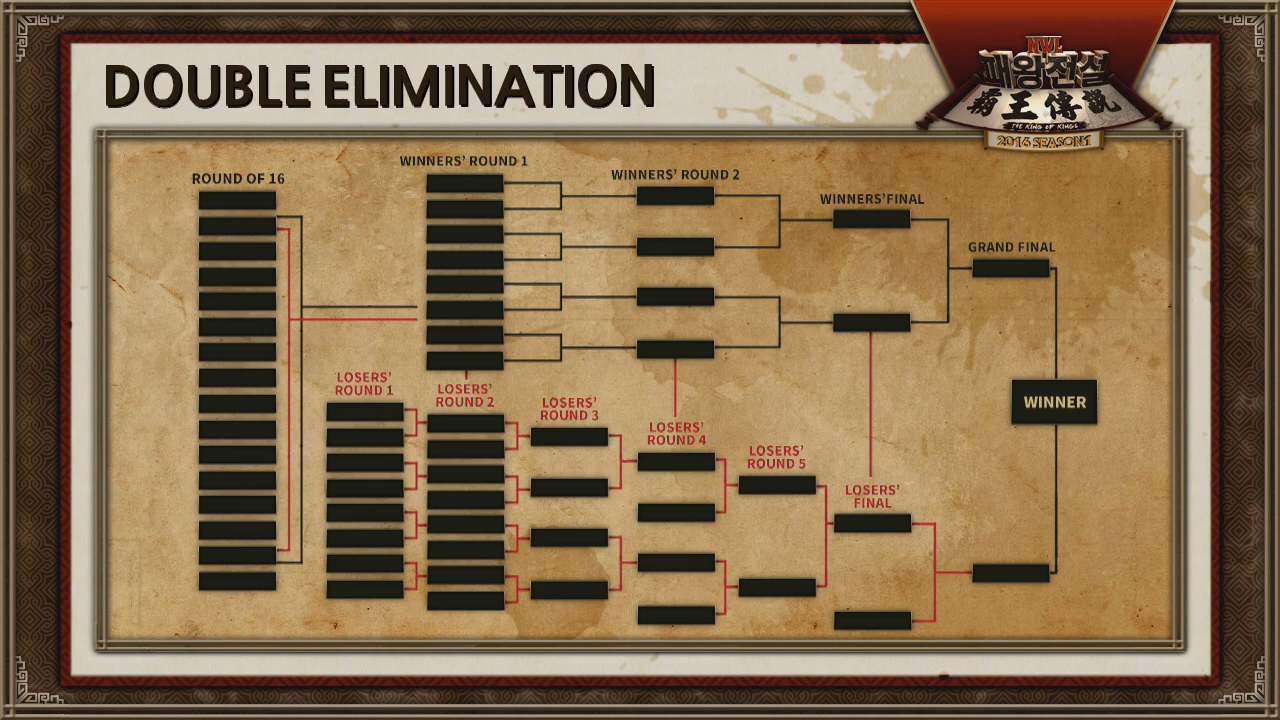 DOUBLE ELIMINATION
NVL
패왕전설
霸王傳說
THE KING OF KINGS
2016 SEASON1
ROUND OF 16
WINNERS' ROUND 1
WINNERS' ROUND 2
WINNERS'FINAL
GRAND FINAL
LOSERS'
ROUND 1
LOSERS'
ROUND 2
LOSERS'
ROUND 3
LOSERS'
ROUND 4
LOSERS'
ROUND 5
LOSERS'
FINAL
WINNER